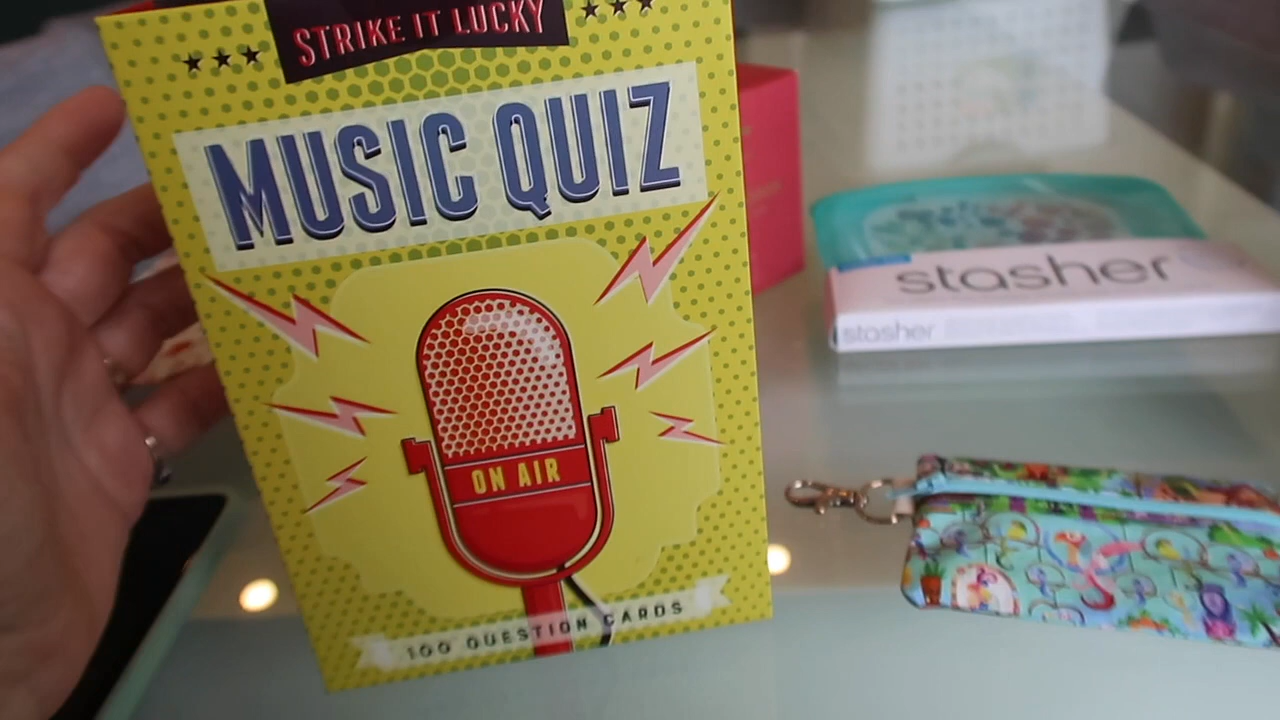 STRIKE IT LUCKY
MUSIC QUIZ
ON AIR
100 QUESTION CARDS
stasher
stasher